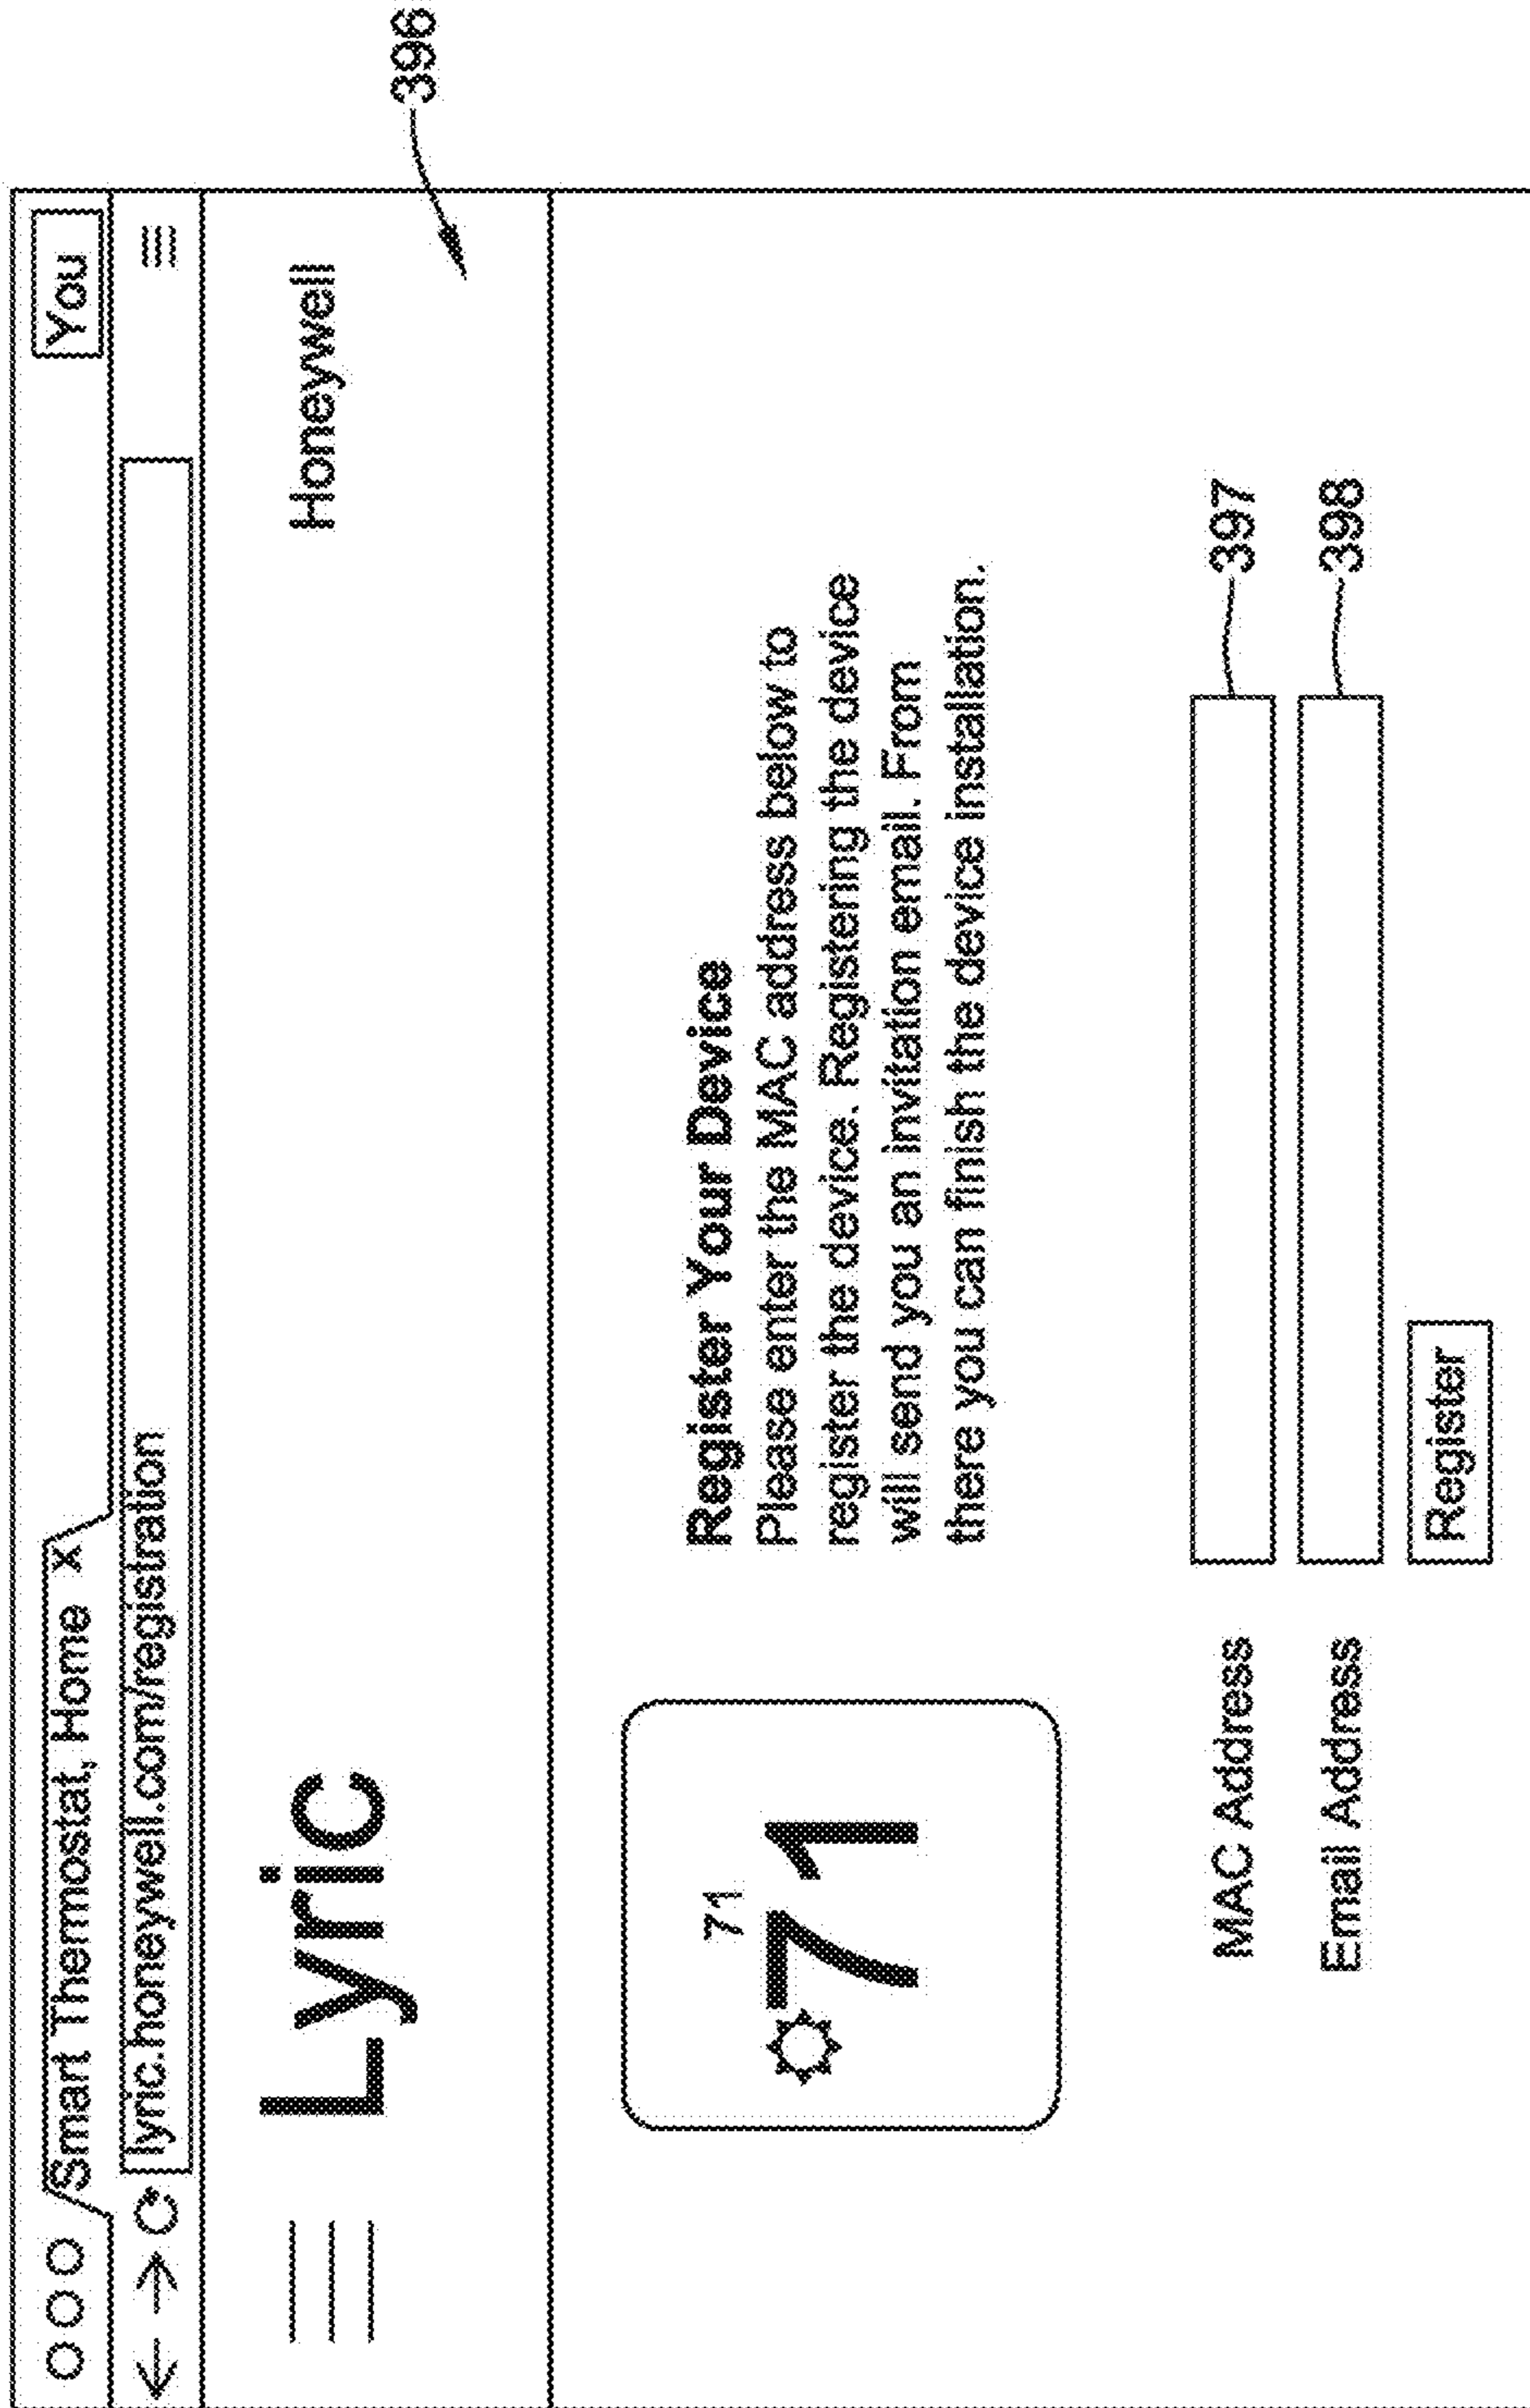 Smart Thermostat, Home x
You
lyric.honeywell.com/registration
Lyric
Honeywell
396
71
71
Register Your Device
Please enter the MAC address below to
register the device. Registering the device
will send you an invitation email. From
there you can finish the device installation.
MAC Address
397
Email Address
398
Register